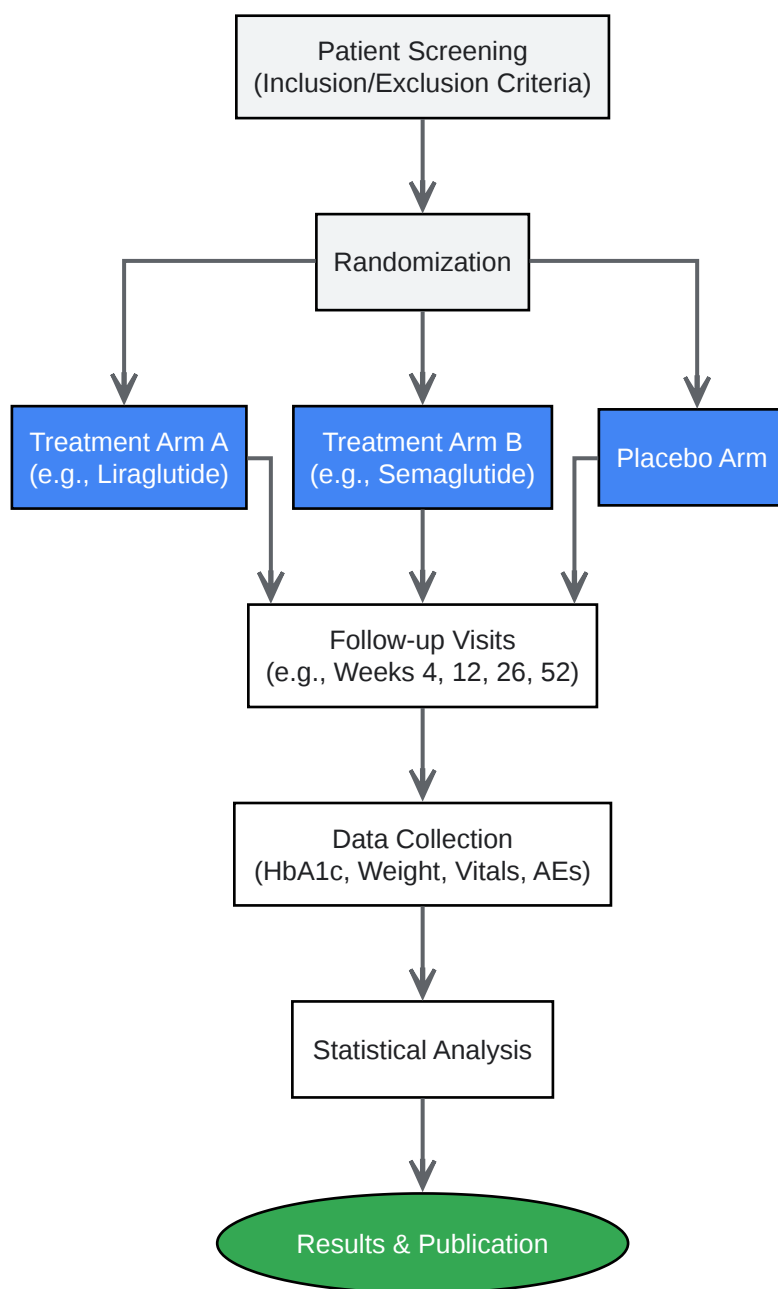 Patient Screening
(Inclusion/Exclusion Criteria)
Randomization
Treatment Arm A
(e.g., Liraglutide)
Treatment Arm B
(e.g., Semaglutide)
Placebo Arm
Follow-up Visits
(e.g., Weeks 4, 12, 26, 52)
Data Collection
(HbA1c, Weight, Vitals, AEs)
Statistical Analysis
Results & Publication